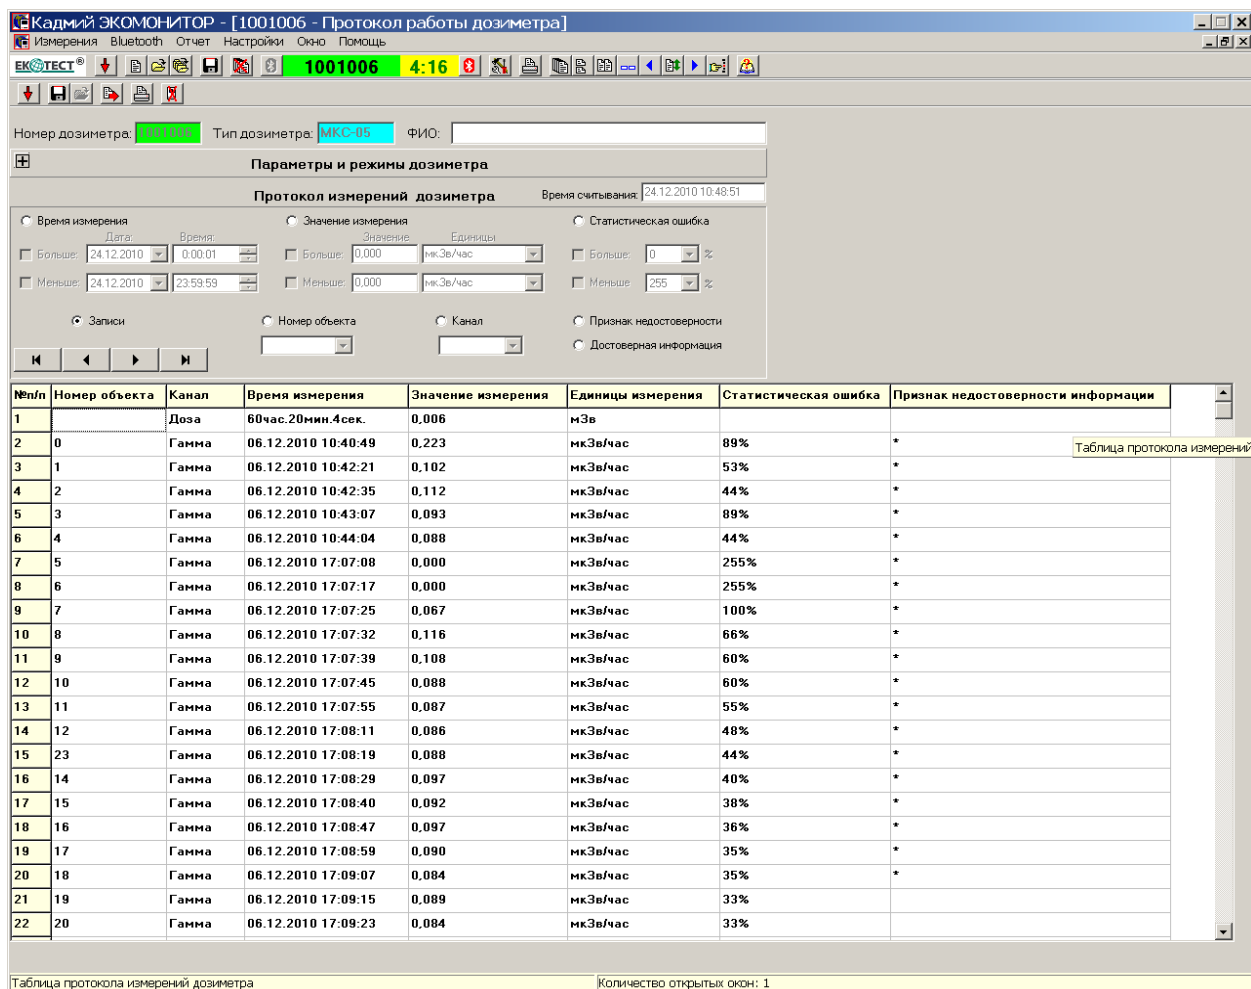 Кадмий ЭКОМОНИТОР - [1001006 - Протокол работы дозиметра]
Измерения Bluetooth Отчет Настройки Окно Помощь
ЕКОТЕСТ® 1001006 4:16
Номер дозиметра: 1001006 Тип дозиметра: МКС-05 ФИО:
Параметры и режимы дозиметра
Протокол измерений дозиметра Время считывания: 24.12.2010 10:48:51
Время измерения Значение измерения Статистическая ошибка
Дата: Время: Значение Единицы
Больше: 24.12.2010 0:00:01 Больше: 0,000 мкЗв/час Больше: 0 %
Меньше: 24.12.2010 23:59:59 Меньше: 0,000 мкЗв/час Меньше 255 %
Записи Номер объекта Канал Признак недостоверности
Достоверная информация
№п/п Номер объекта Канал Время измерения Значение измерения Единицы измерения Статистическая ошибка Признак недостоверности информации
1 Доза 60час.20мин.4сек. 0,006 мЗв
2 0 Гамма 06.12.2010 10:40:49 0,223 мкЗв/час 89% *
Таблица протокола измерений
3 1 Гамма 06.12.2010 10:42:21 0,102 мкЗв/час 53% *
4 2 Гамма 06.12.2010 10:42:35 0,112 мкЗв/час 44% *
5 3 Гамма 06.12.2010 10:43:07 0,093 мкЗв/час 89% *
6 4 Гамма 06.12.2010 10:44:04 0,088 мкЗв/час 44% *
7 5 Гамма 06.12.2010 17:07:08 0,000 мкЗв/час 255% *
8 6 Гамма 06.12.2010 17:07:17 0,000 мкЗв/час 255% *
9 7 Гамма 06.12.2010 17:07:25 0,067 мкЗв/час 100% *
10 8 Гамма 06.12.2010 17:07:32 0,116 мкЗв/час 66% *
11 9 Гамма 06.12.2010 17:07:39 0,108 мкЗв/час 60% *
12 10 Гамма 06.12.2010 17:07:45 0,088 мкЗв/час 60% *
13 11 Гамма 06.12.2010 17:07:55 0,087 мкЗв/час 55% *
14 12 Гамма 06.12.2010 17:08:11 0,086 мкЗв/час 48% *
15 23 Гамма 06.12.2010 17:08:19 0,088 мкЗв/час 44% *
16 14 Гамма 06.12.2010 17:08:29 0,097 мкЗв/час 40% *
17 15 Гамма 06.12.2010 17:08:40 0,092 мкЗв/час 38% *
18 16 Гамма 06.12.2010 17:08:47 0,097 мкЗв/час 36% *
19 17 Гамма 06.12.2010 17:08:59 0,090 мкЗв/час 35% *
20 18 Гамма 06.12.2010 17:09:07 0,084 мкЗв/час 35% *
21 19 Гамма 06.12.2010 17:09:15 0,089 мкЗв/час 33%
22 20 Гамма 06.12.2010 17:09:23 0,084 мкЗв/час 33%
Таблица протокола измерений дозиметра Количество открытых окон: 1